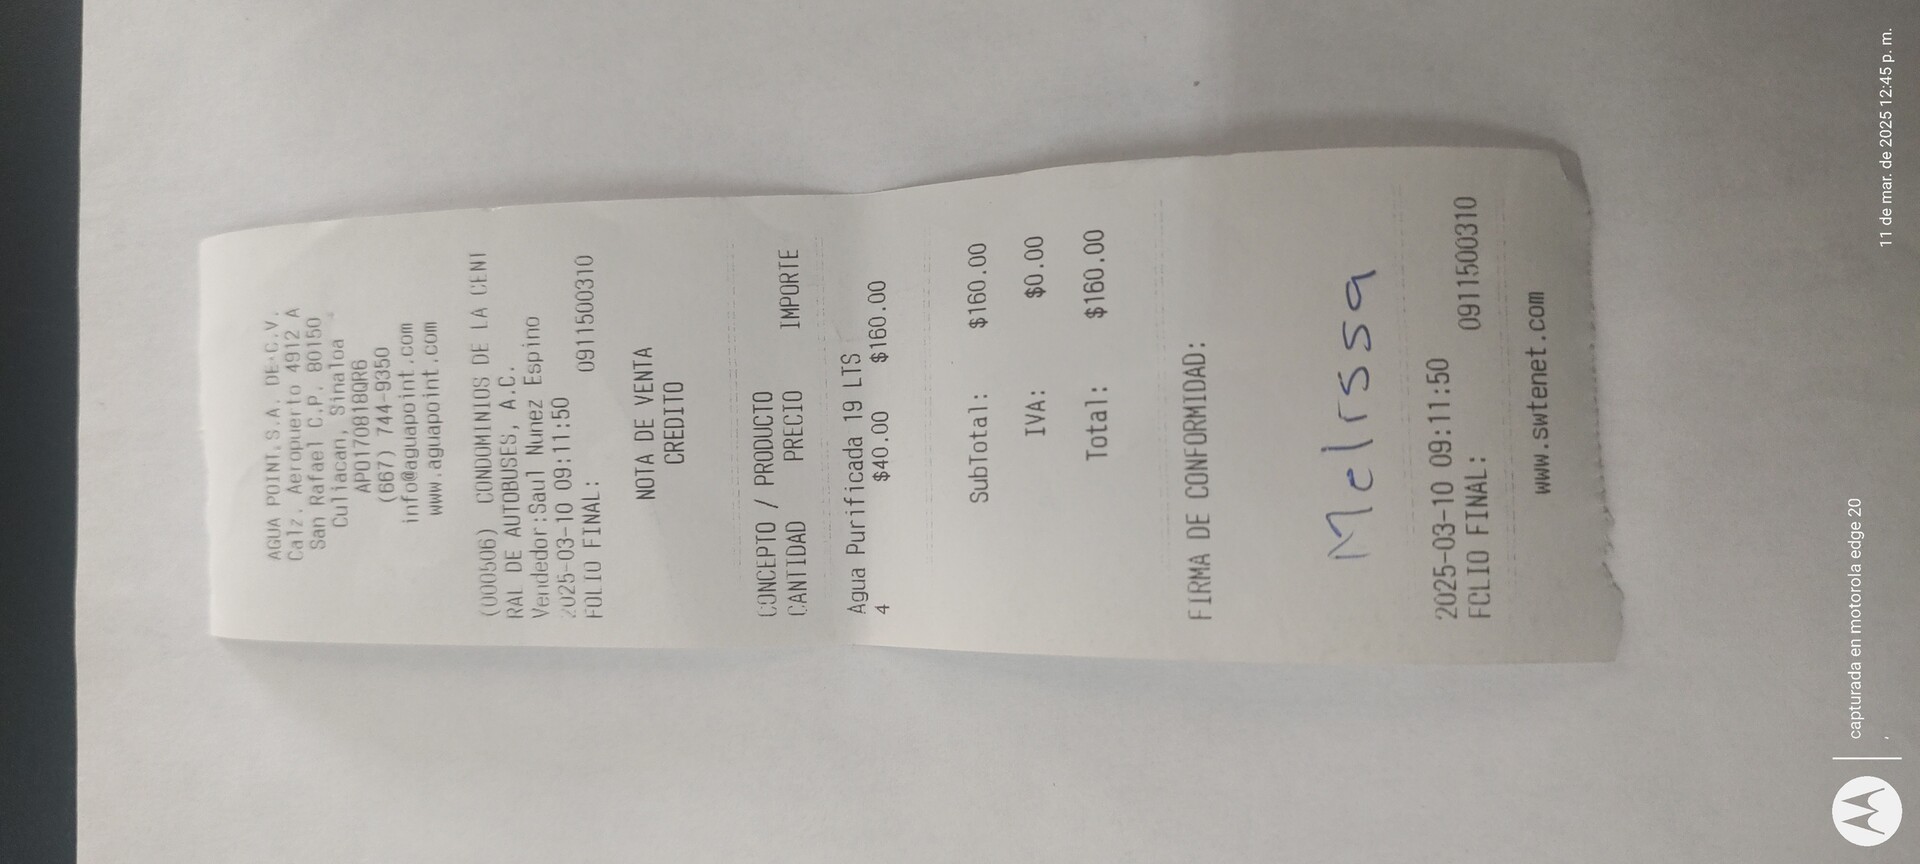 AGUA POINT,S.A. DE.C.V.
Calz. Aeropuerto 4912 A
San Rafael C.P. 80150
Culiacan, Sinaloa
APO170818QR6
(667) 744-9350
info@aguapoint.com
www.aguapoint.com
(000506) CONDOMINIOS DE LA CENT
RAL DE AUTOBUSES, A.C.
Vendedor:Saul Nunez Espino
2025-03-10 09:11:50
FOLIO FINAL: 0911500310
NOTA DE VENTA
CREDITO
CONCEPTO / PRODUCTO
CANTIDAD PRECIO IMPORTE
Agua Purificada 19 LTS
4 $40.00 $160.00
SubTotal: $160.00
IVA: $0.00
Total: $160.00
FIRMA DE CONFORMIDAD:
Melissa
2025-03-10 09:11:50
FOLIO FINAL: 0911500310
www.swtenet.com
capturada en motorola edge 20
11 de mar. de 2025 12:45 p. m.